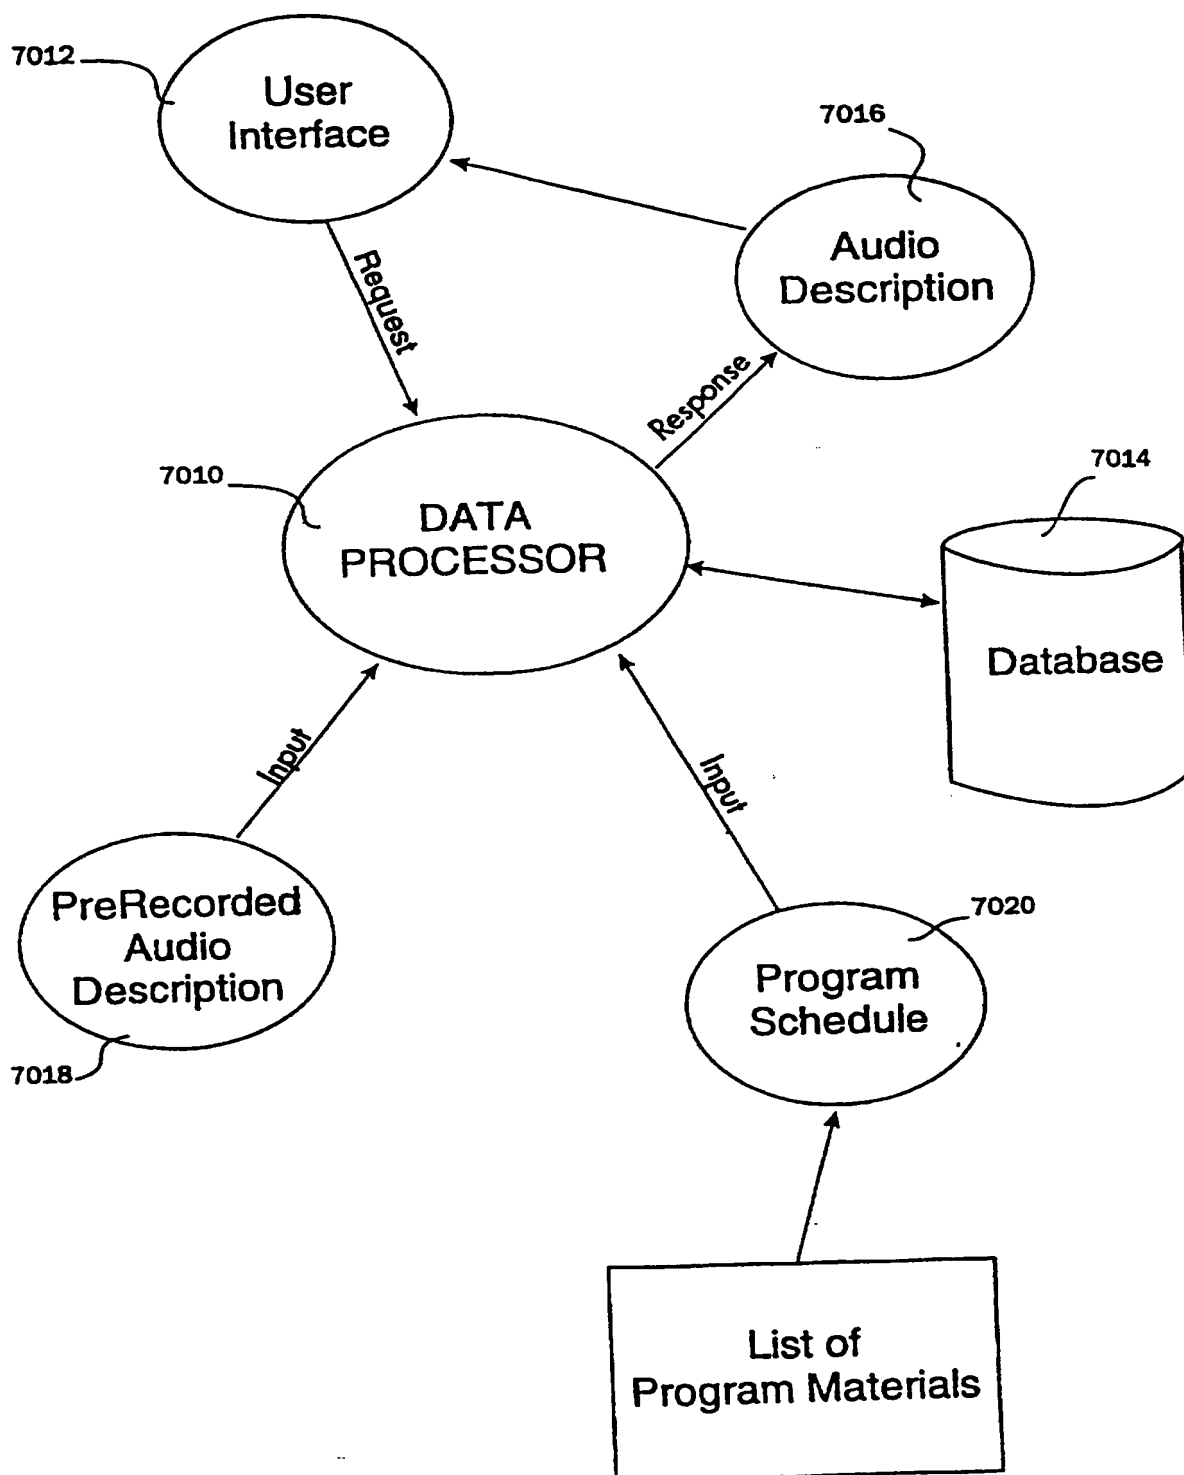 7012
User
Interface
7016
Audio
Description
Request
Response
7010
DATA
PROCESSOR
7014
Database
Input
Input
PreRecorded
Audio
Description
7018
7020
Program
Schedule
List of
Program Materials